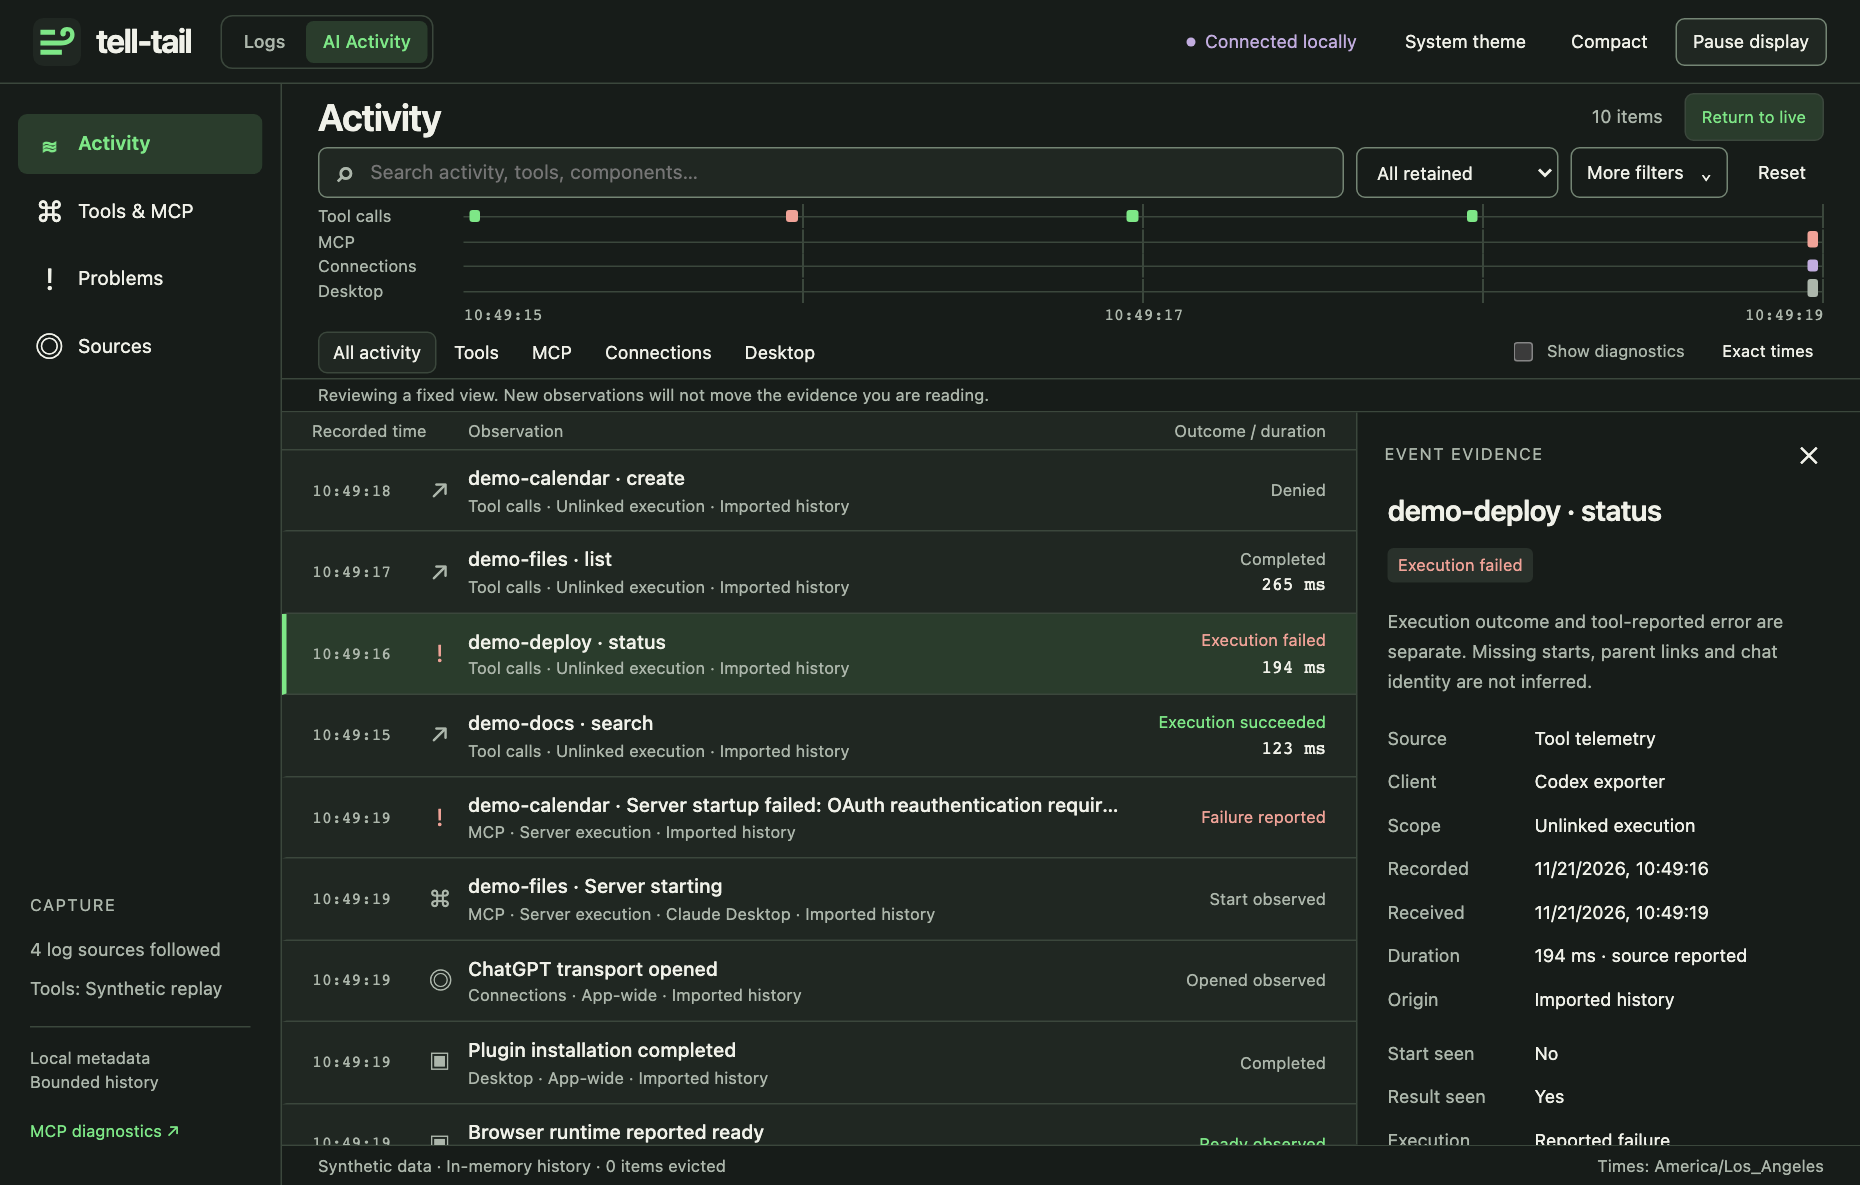 tell-tail
Logs
AI Activity
Connected locally
System theme
Compact
Pause display
Activity
Tools & MCP
Problems
Sources
CAPTURE
4 log sources followed
Tools: Synthetic replay
Local metadata
Bounded history
MCP diagnostics ↗
Activity
10 items
Return to live
Search activity, tools, components...
All retained
More filters
Reset
Tool calls
MCP
Connections
Desktop
10:49:15
10:49:17
10:49:19
All activity
Tools
MCP
Connections
Desktop
Show diagnostics
Exact times
Reviewing a fixed view. New observations will not move the evidence you are reading.
Recorded time
Observation
Outcome / duration
10:49:18
demo-calendar · create
Tool calls · Unlinked execution · Imported history
Denied
10:49:17
demo-files · list
Tool calls · Unlinked execution · Imported history
Completed
265 ms
10:49:16
demo-deploy · status
Tool calls · Unlinked execution · Imported history
Execution failed
194 ms
10:49:15
demo-docs · search
Tool calls · Unlinked execution · Imported history
Execution succeeded
123 ms
10:49:19
demo-calendar · Server startup failed: OAuth reauthentication requir...
MCP · Server execution · Imported history
Failure reported
10:49:19
demo-files · Server starting
MCP · Server execution · Claude Desktop · Imported history
Start observed
10:49:19
ChatGPT transport opened
Connections · App-wide · Imported history
Opened observed
10:49:19
Plugin installation completed
Desktop · App-wide · Imported history
Completed
10:49:19
Browser runtime reported ready
Ready observed
EVENT EVIDENCE
demo-deploy · status
Execution failed
Execution outcome and tool-reported error are
separate. Missing starts, parent links and chat
identity are not inferred.
Source Tool telemetry
Client Codex exporter
Scope Unlinked execution
Recorded 11/21/2026, 10:49:16
Received 11/21/2026, 10:49:19
Duration 194 ms · source reported
Origin Imported history
Start seen No
Result seen Yes
Execution Reported failure
Synthetic data · In-memory history · 0 items evicted
Times: America/Los_Angeles